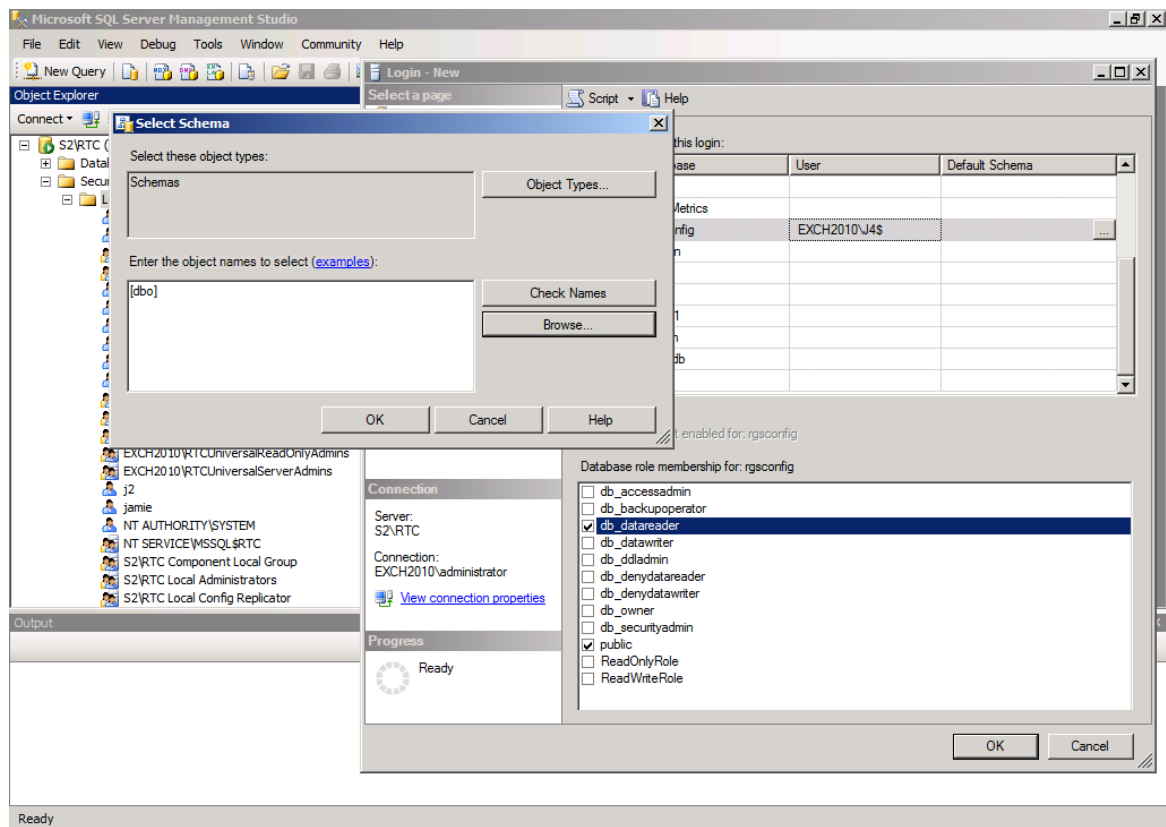 Microsoft SQL Server Management Studio
File Edit View Debug Tools Window Community Help
New Query
Object Explorer
Connect
S2\RTC (
Datal
Secur
L
EXCH2010\RTCUniversalReadOnlyAdmins
EXCH2010\RTCUniversalServerAdmins
j2
jamie
NT AUTHORITY\SYSTEM
NT SERVICE\MSSQL$RTC
S2\RTC Component Local Group
S2\RTC Local Administrators
S2\RTC Local Config Replicator
Select Schema
Select these object types:
Schemas
Object Types...
Enter the object names to select (examples):
[dbo]
Check Names
Browse...
OK Cancel Help
Login - New
Select a page
Script Help
this login:
User Default Schema
Metrics
nfig EXCH2010\J4$ ...
n
1
db
t enabled for: rgsconfig
Database role membership for: rgsconfig
db_accessadmin
db_backupoperator
db_datareader
db_datawriter
db_ddladmin
db_denydatareader
db_denydatawriter
db_owner
db_securityadmin
public
ReadOnlyRole
ReadWriteRole
Connection
Server:
S2\RTC
Connection:
EXCH2010\administrator
View connection properties
Progress
Ready
OK Cancel
Output
Ready